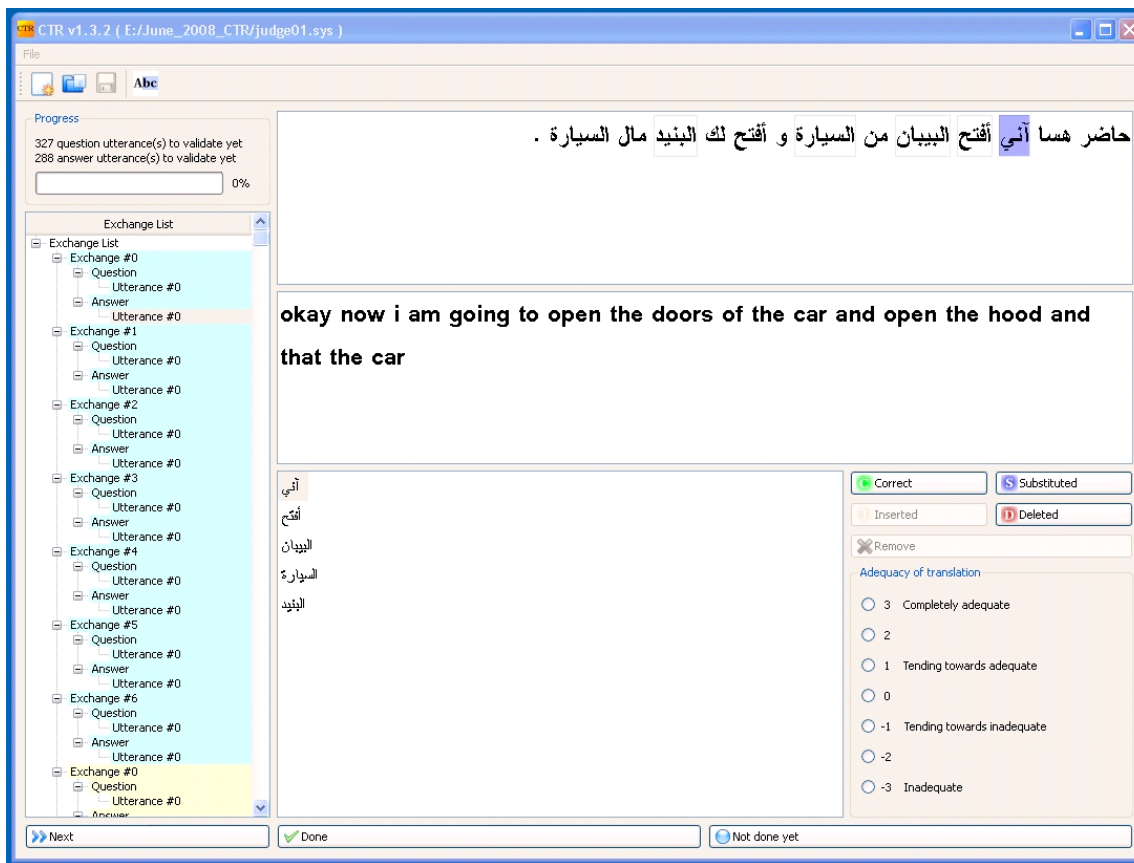 CTR v1.3.2 ( E:/June_2008_CTR/judge01.sys )
File
Abc
Progress
327 question utterance(s) to validate yet
288 answer utterance(s) to validate yet
0%
Exchange List
Exchange List
Exchange #0
Question
Utterance #0
Answer
Utterance #0
Exchange #1
Question
Utterance #0
Answer
Utterance #0
Exchange #2
Question
Utterance #0
Answer
Utterance #0
Exchange #3
Question
Utterance #0
Answer
Utterance #0
Exchange #4
Question
Utterance #0
Answer
Utterance #0
Exchange #5
Question
Utterance #0
Answer
Utterance #0
Exchange #6
Question
Utterance #0
Answer
Utterance #0
Exchange #0
Question
Utterance #0
Answer
حاضر هسا آني أفتح البيبان من السيارة و أفتح لك البنيد مال السيارة .
okay now i am going to open the doors of the car and open the hood and
that the car
آني
أفتح
البيبان
السيارة
البنيد
Correct
Substituted
Inserted
Deleted
Remove
Adequacy of translation
3 Completely adequate
2
1 Tending towards adequate
0
-1 Tending towards inadequate
-2
-3 Inadequate
Next
Done
Not done yet